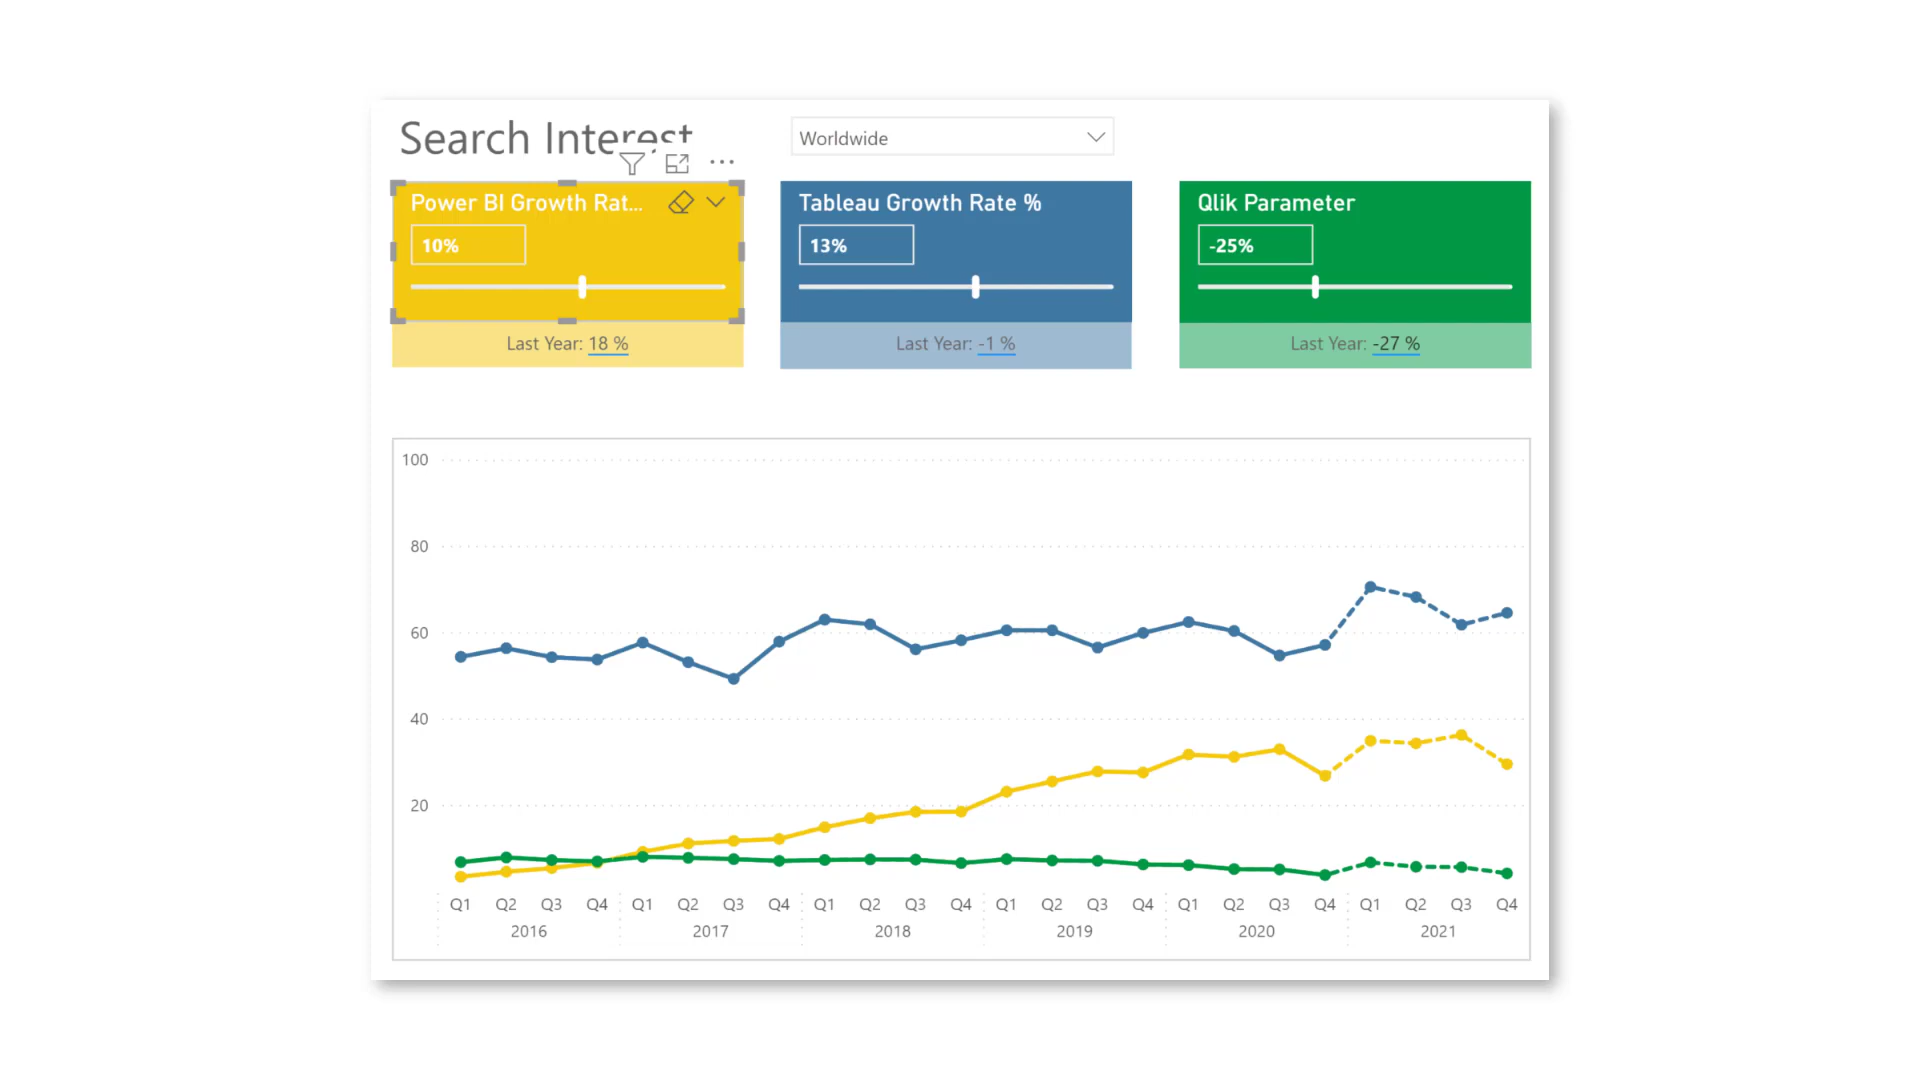 Search Interest
Worldwide
Power BI Growth Rat...
10%
Last Year: 18 %
Tableau Growth Rate %
13%
Last Year: -1 %
Qlik Parameter
-25%
Last Year: -27 %
100
80
60
40
20
Q1 Q2 Q3 Q4 Q1 Q2 Q3 Q4 Q1 Q2 Q3 Q4 Q1 Q2 Q3 Q4 Q1 Q2 Q3 Q4 Q1 Q2 Q3 Q4
2016 2017 2018 2019 2020 2021